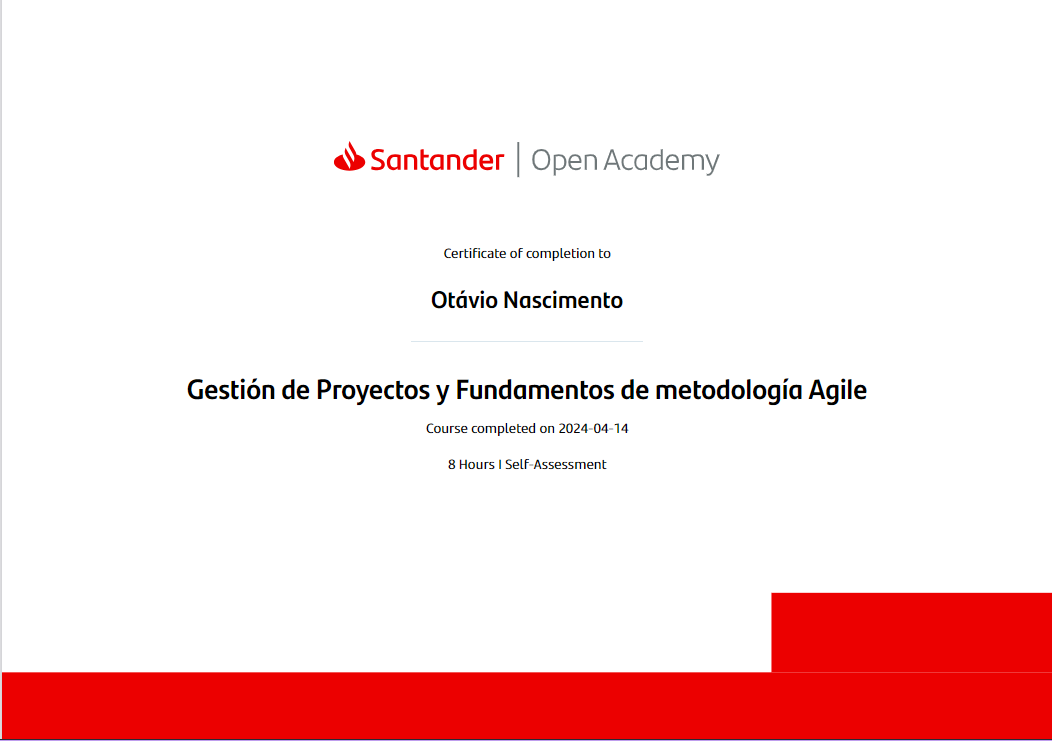 Santander | Open Academy
Certificate of completion to
Otávio Nascimento
Gestión de Proyectos y Fundamentos de metodología Agile
Course completed on 2024-04-14
8 Hours I Self-Assessment